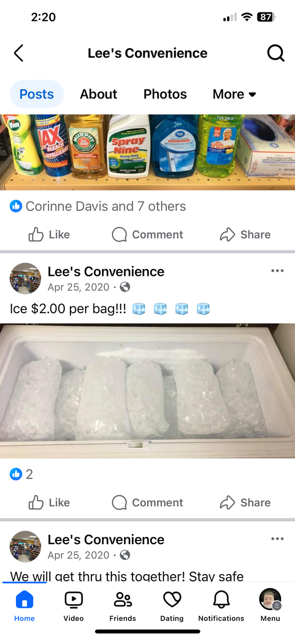 2:20
87
Lee's Convenience
Posts About Photos More
AJAX
Spray
Nine
Corinne Davis and 7 others
Like Comment Share
Lee's Convenience
Apr 25, 2020 ·
Ice $2.00 per bag!!!
2
Like Comment Share
Lee's Convenience
Apr 25, 2020 ·
We will get thru this together! Stay safe
Home Video Friends Dating Notifications Menu